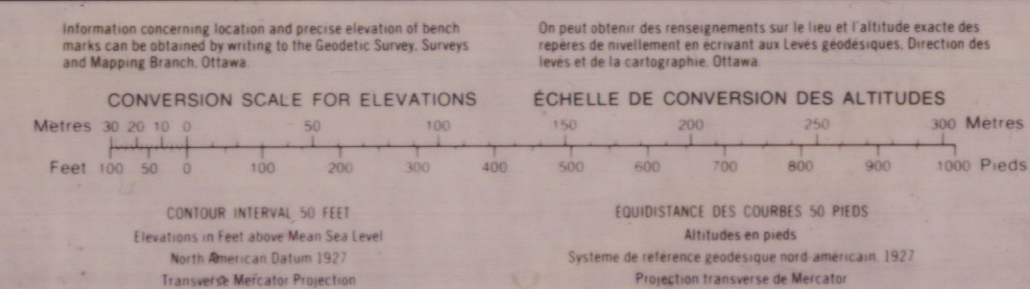 Information concerning location and precise elevation of bench
marks can be obtained by writing to the Geodetic Survey, Surveys
and Mapping Branch, Ottawa.
On peut obtenir des renseignements sur le lieu et l'altitude exacte des
repères de nivellement en écrivant aux Levés géodésiques, Direction des
levés et de la cartographie, Ottawa.
CONVERSION SCALE FOR ELEVATIONS
ÉCHELLE DE CONVERSION DES ALTITUDES
Metres 30 20 10 0 50 100 150 200 250 300 Mètres
Feet 100 50 0 100 200 300 400 500 600 700 800 900 1000 Pieds
CONTOUR INTERVAL 50 FEET
Elevations in Feet above Mean Sea Level
North American Datum 1927
Transverse Mercator Projection
ÉQUIDISTANCE DES COURBES 50 PIEDS
Altitudes en pieds
Système de référence géodésique nord-américain, 1927
Projection transverse de Mercator